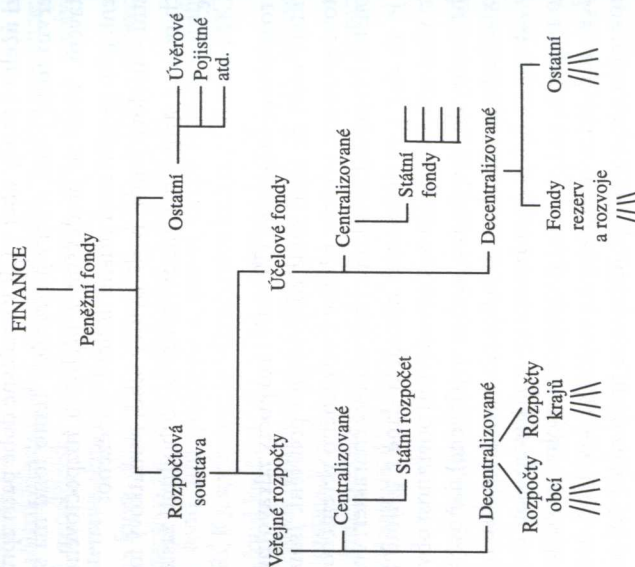 FINANCE
Peněžní fondy
Rozpočtová
soustava
Ostatní
Úvěrové
Pojistné
atd.
Veřejné rozpočty
Účelové fondy
Centralizované
Státní rozpočet
Centralizované
Státní
fondy
Decentralizované
Rozpočty
obcí
Rozpočty
krajů
Decentralizované
Fondy
rezerv
a rozvoje
Ostatní